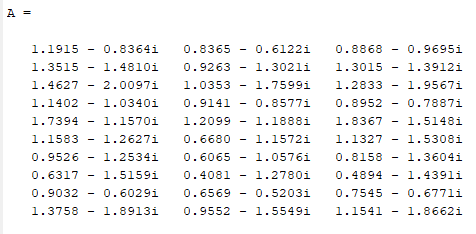 A =
1.1915 - 0.8364i 0.8365 - 0.6122i 0.8868 - 0.9695i
1.3515 - 1.4810i 0.9263 - 1.3021i 1.3015 - 1.3912i
1.4627 - 2.0097i 1.0353 - 1.7599i 1.2833 - 1.9567i
1.1402 - 1.0340i 0.9141 - 0.8577i 0.8952 - 0.7887i
1.7394 - 1.1570i 1.2099 - 1.1888i 1.8367 - 1.5148i
1.1583 - 1.2627i 0.6680 - 1.1572i 1.1327 - 1.5308i
0.9526 - 1.2534i 0.6065 - 1.0576i 0.8158 - 1.3604i
0.6317 - 1.5159i 0.4081 - 1.2780i 0.4894 - 1.4391i
0.9032 - 0.6029i 0.6569 - 0.5203i 0.7545 - 0.6771i
1.3758 - 1.8913i 0.9552 - 1.5549i 1.1541 - 1.8662i